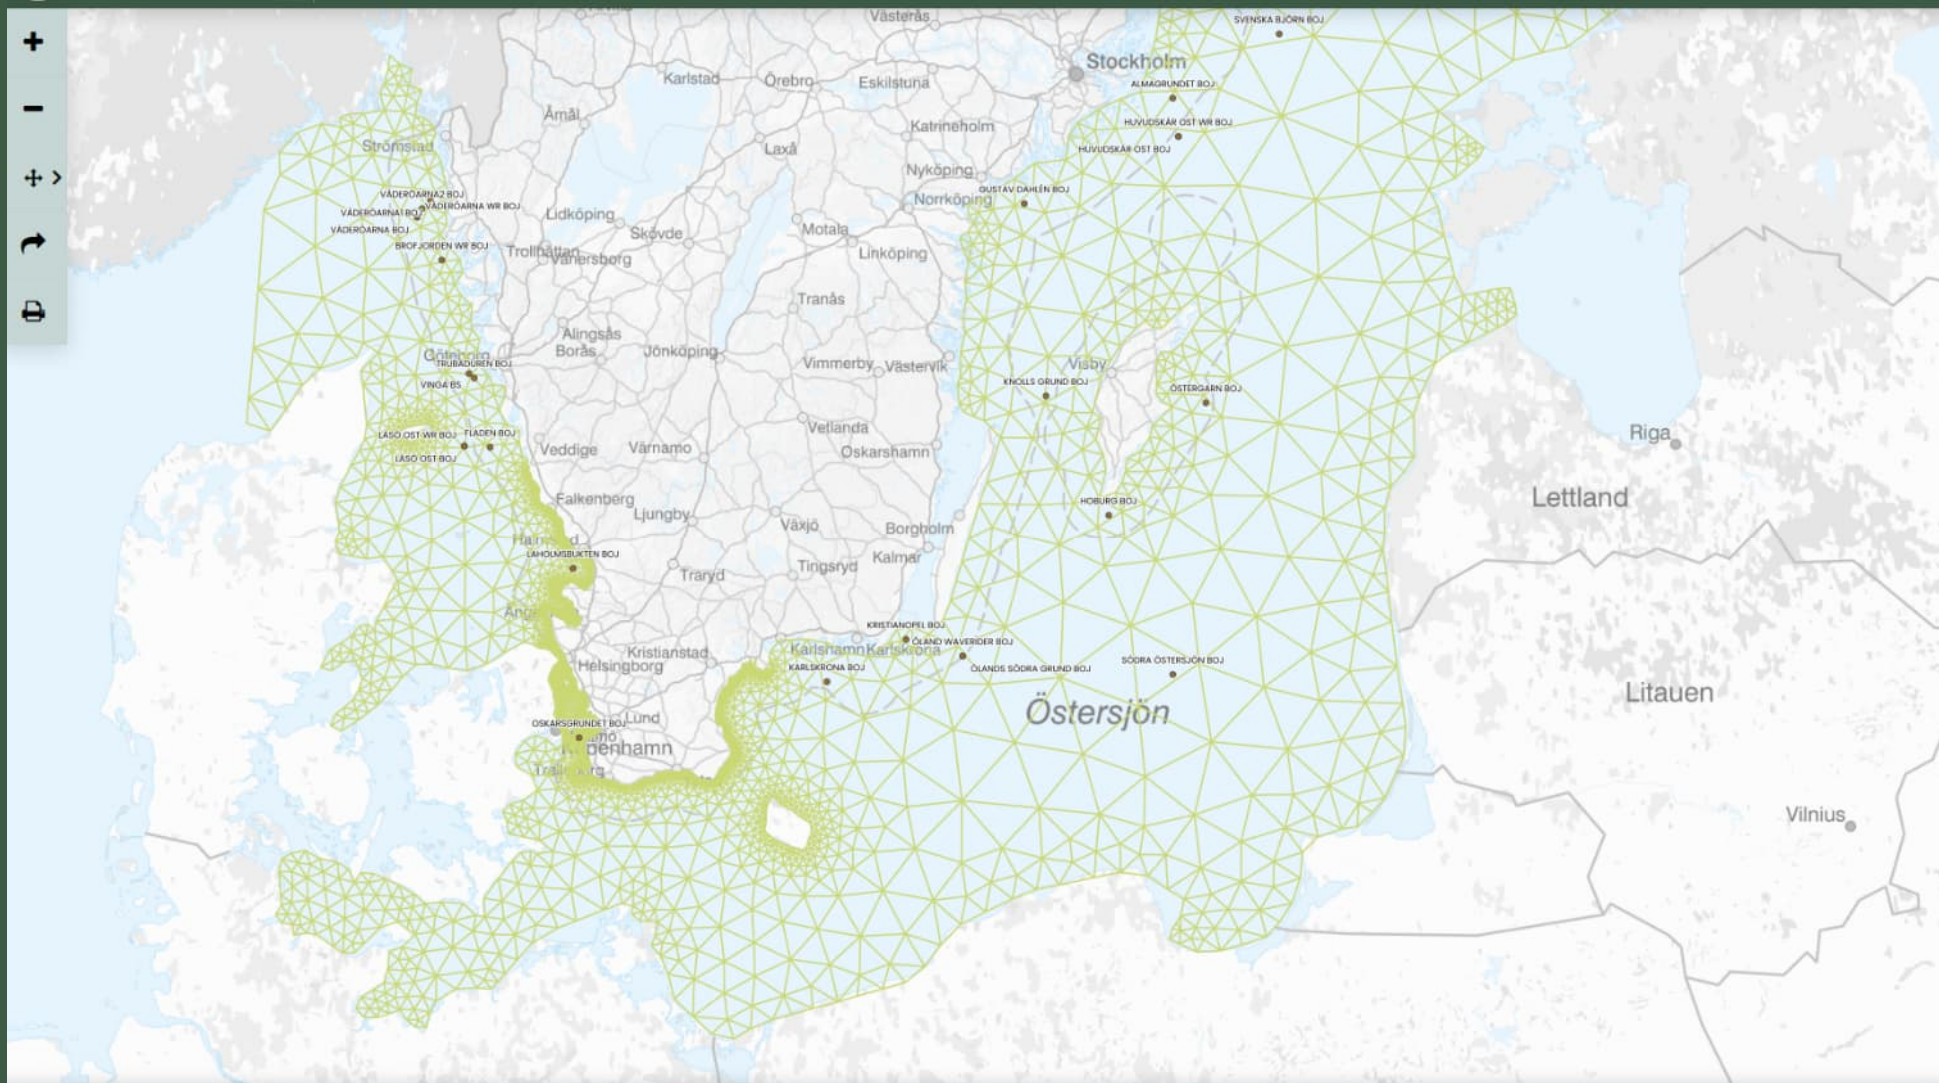 SVENSKA BJÖRN BOJ
Västerås
Stockholm
Karlstad
Örebro
Eskilstuna
ALMAGRUNDET BOJ
Åmål
Katrineholm
HUVUDSKÄR OST WR BOJ
Strömstad
Laxå
HUVUDSKÄR OST BOJ
Nyköping
GUSTAV DAHLÉN BOJ
VÄDERÖARNA2 BOJ
Norrköping
VÄDERÖARNA WR BOJ
VÄDERÖARNA1 BOJ
Lidköping
VÄDERÖARNA BOJ
Motala
Skövde
BROFJORDEN WR BOJ
Trollhättan
Linköping
Vänersborg
Tranås
Alingsås
Borås
Jönköping
Göteborg
TRUBADUREN BOJ
Vimmerby
Västervik
Visby
VINGA BS
KNOLLS GRUND BOJ
ÖSTERGARN BOJ
Vetlanda
Riga
LÄSÖ OST WR BOJ
FLADEN BOJ
Veddige
Värnamo
Oskarshamn
LÄSÖ OST BOJ
Falkenberg
Lettland
HOBURG BOJ
Ljungby
Växjö
Borgholm
LAHOLMSBUKTEN BOJ
Kalmar
Traryd
Tingsryd
KRISTIANOPEL BOJ
ÖLAND WAVERIDER BOJ
Kristianstad
Karlshamn
Karlskrona
SÖDRA ÖSTERSJÖN BOJ
Helsingborg
KARLSKRONA BOJ
ÖLANDS SÖDRA GRUND BOJ
Litauen
Östersjön
OSKARSGRUNDET BOJ
Lund
penhamn
Vilnius